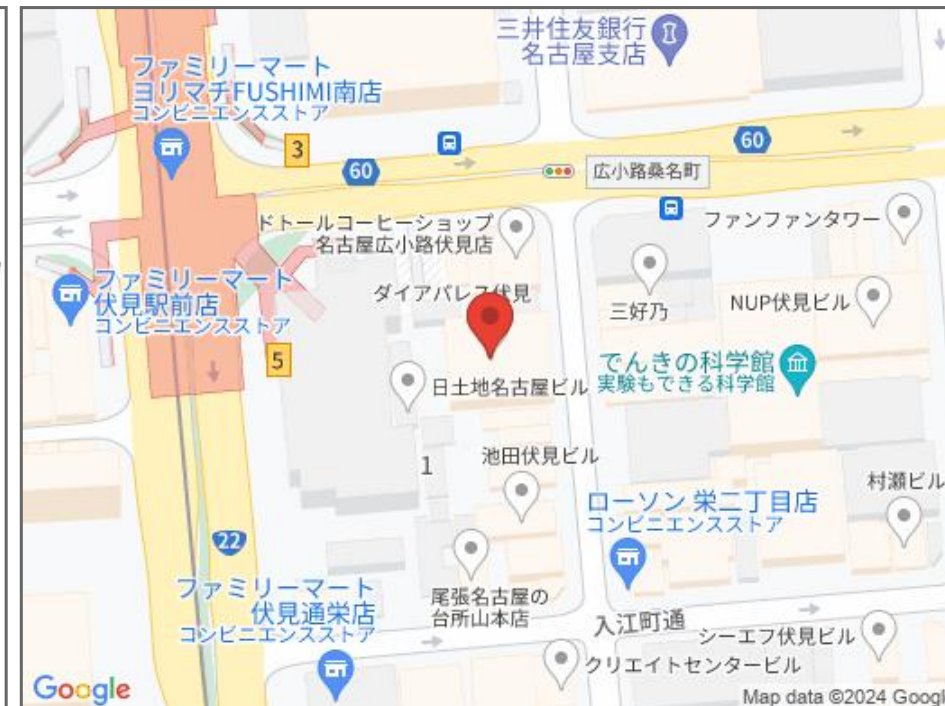 三井住友銀行
名古屋支店
ファミリーマート
ヨリマチFUSHIMI南店
コンビニエンスストア
3
60
60
広小路桑名町
ドトールコーヒーショップ
名古屋広小路伏見店
ファンファンタワー
ファミリーマート
伏見駅前店
コンビニエンスストア
ダイアパレス伏見
三好乃
NUP伏見ビル
5
でんきの科学館
実験もできる科学館
日土地名古屋ビル
1
池田伏見ビル
村瀬ビル
ローソン 栄二丁目店
コンビニエンスストア
22
ファミリーマート
伏見通栄店
コンビニエンスストア
尾張名古屋の
台所山本店
入江町通
シーエフ伏見ビル
クリエイトセンタービル
Google
Map data ©2024 Googl